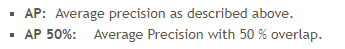 ▪ AP: Average precision as described above.
▪ AP 50%: Average Precision with 50 % overlap.